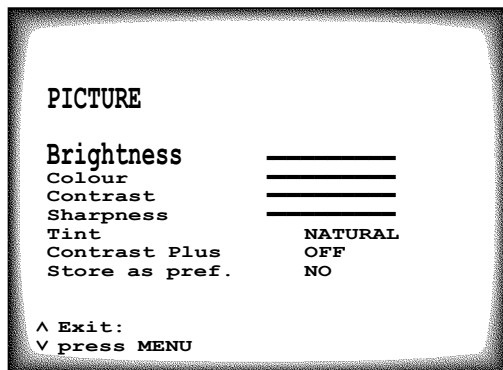 PICTURE
Brightness
Colour
Contrast
Sharpness
Tint NATURAL
Contrast Plus OFF
Store as pref. NO
∧ Exit:
∨ press MENU